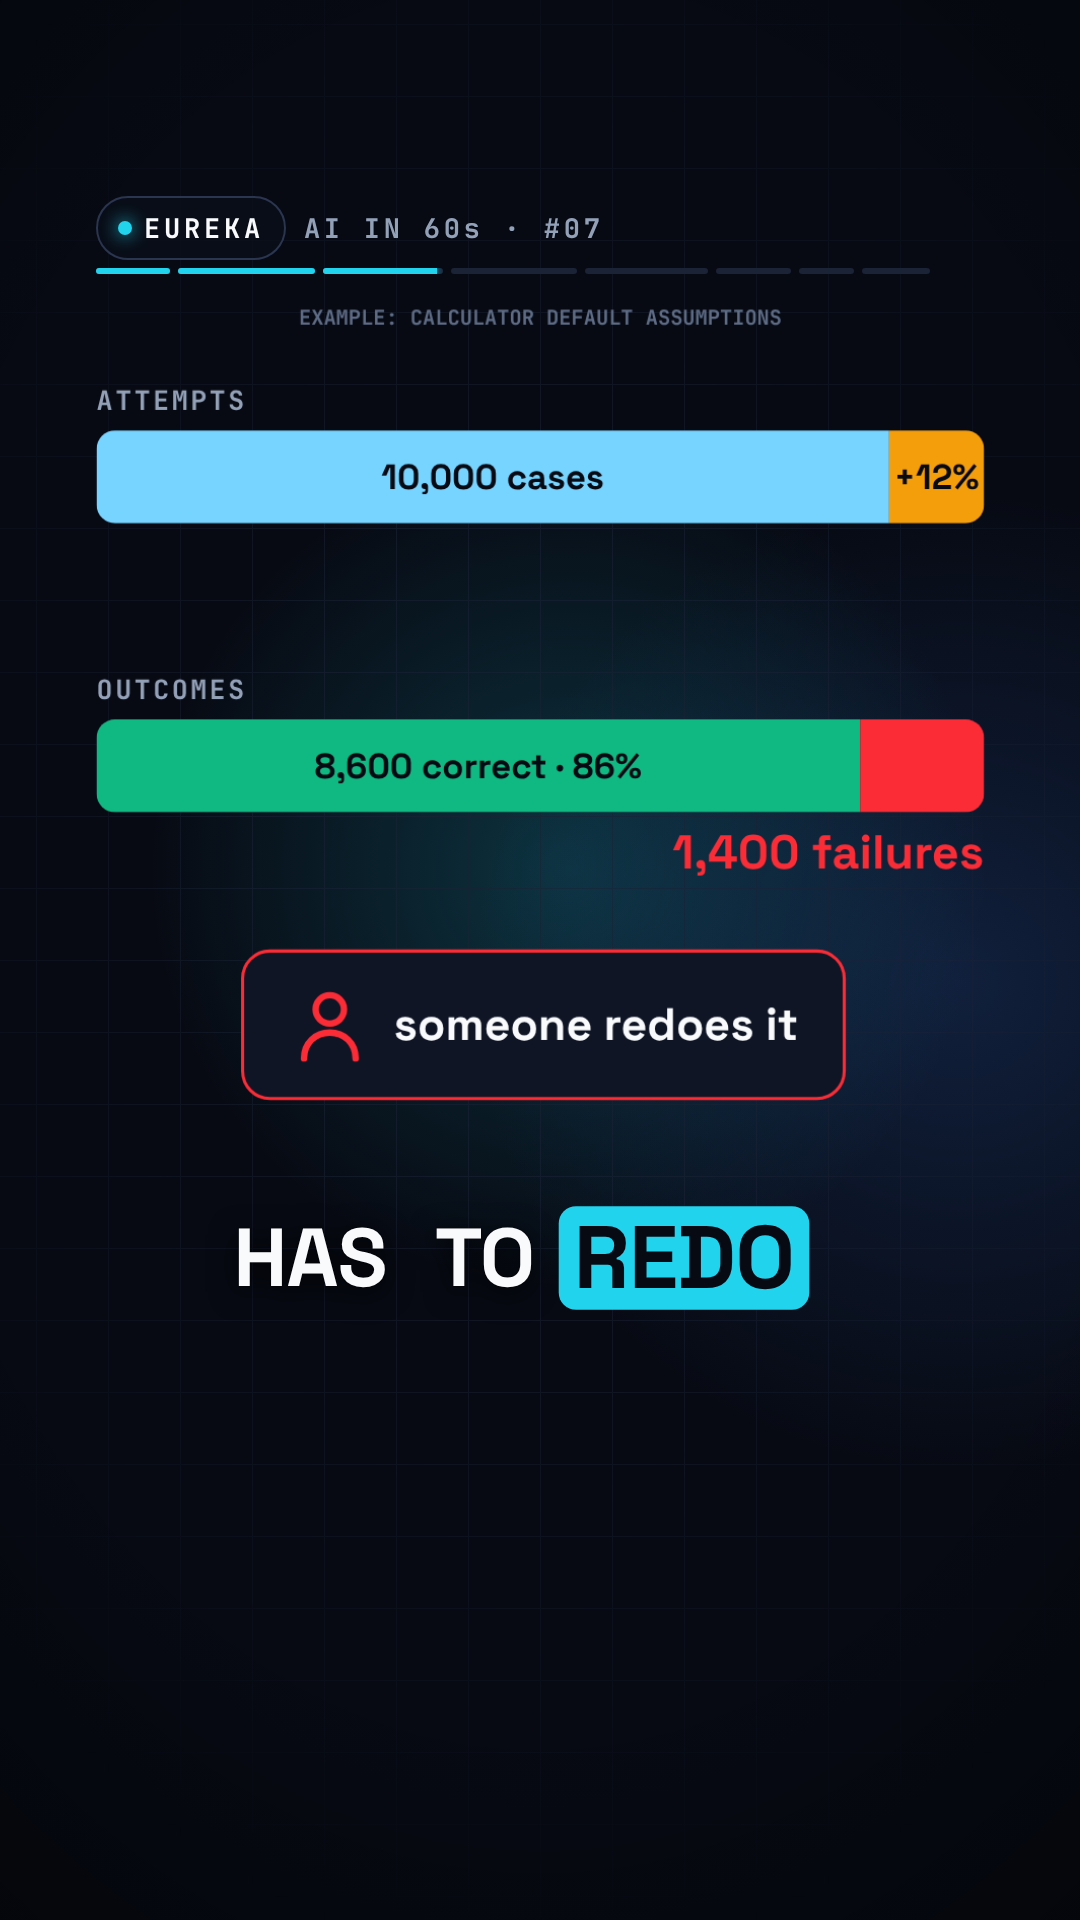 EUREKA AI IN 60s · #07
EXAMPLE: CALCULATOR DEFAULT ASSUMPTIONS
ATTEMPTS
10,000 cases +12%
OUTCOMES
8,600 correct · 86%
1,400 failures
someone redoes it
HAS TO REDO